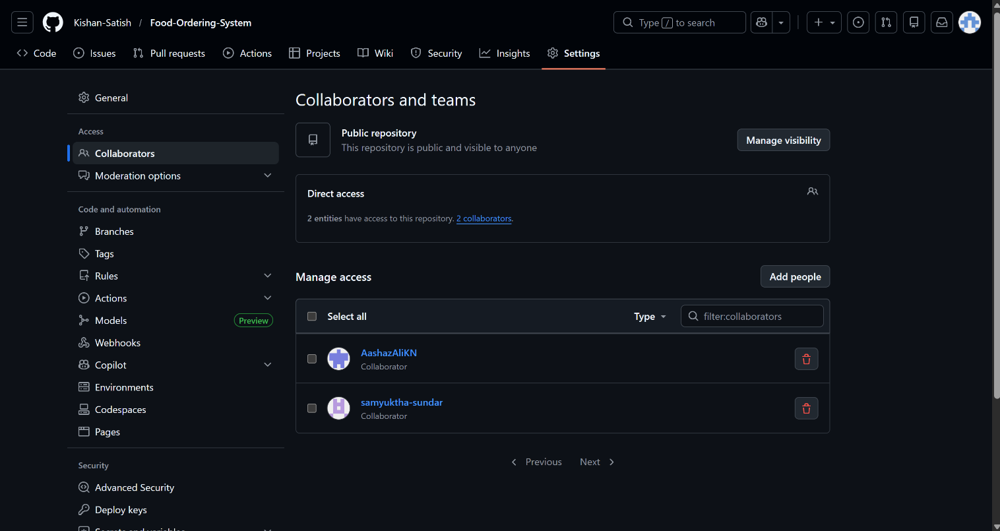 Kishan-Satish / Food-Ordering-System
Type / to search
Code
Issues
Pull requests
Actions
Projects
Wiki
Security
Insights
Settings
General
Access
Collaborators
Moderation options
Code and automation
Branches
Tags
Rules
Actions
Models
Preview
Webhooks
Copilot
Environments
Codespaces
Pages
Security
Advanced Security
Deploy keys
Secrets and variables
Collaborators and teams
Public repository
This repository is public and visible to anyone
Manage visibility
Direct access
2 entities have access to this repository. 2 collaborators.
Manage access
Add people
Select all
Type
filter:collaborators
AashazAliKN
Collaborator
samyuktha-sundar
Collaborator
Previous
Next